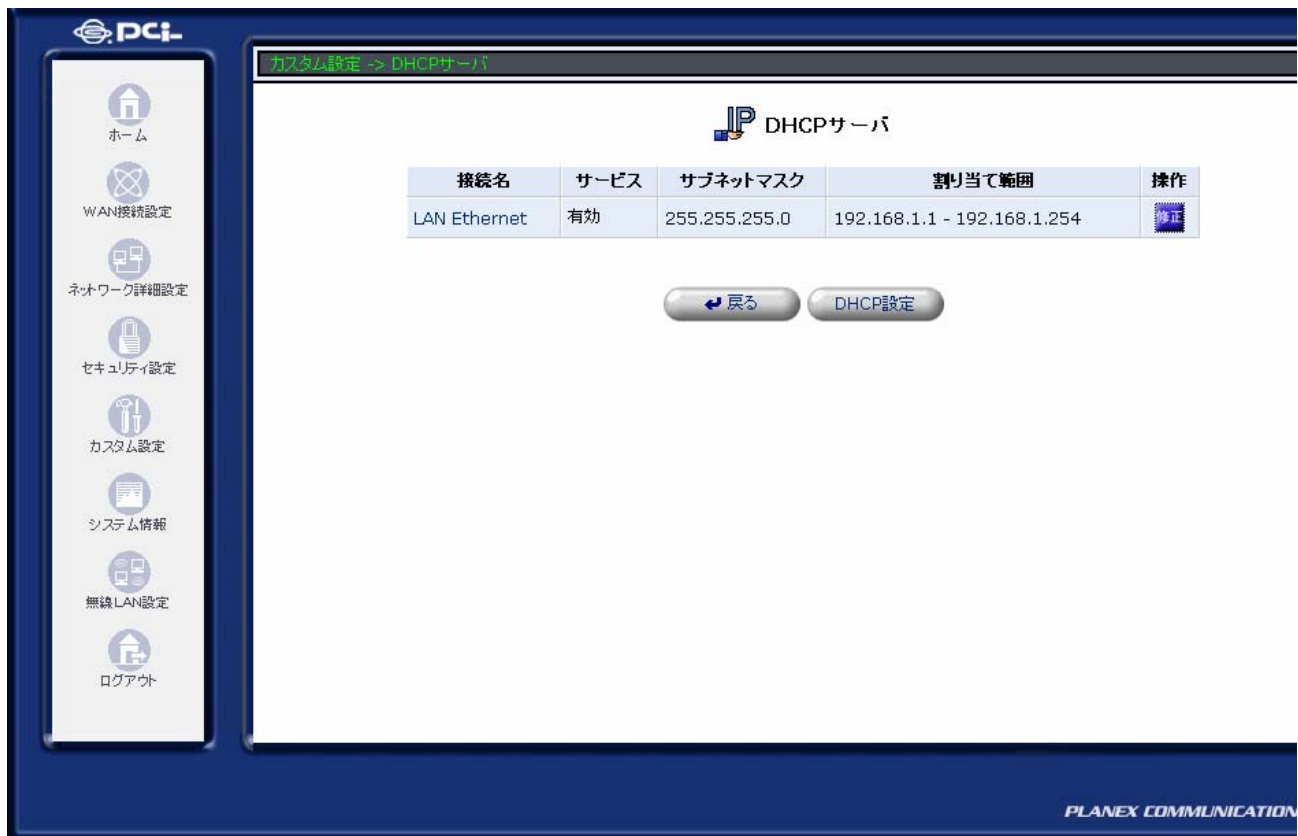 PCi
カスタム設定 -> DHCPサーバ
ホーム
WAN接続設定
ネットワーク詳細設定
セキュリティ設定
カスタム設定
システム情報
無線LAN設定
ログアウト
IP DHCPサーバ
接続名 サービス サブネットマスク 割り当て範囲 操作
LAN Ethernet 有効 255.255.255.0 192.168.1.1 - 192.168.1.254 修正
戻る DHCP設定
PLANEX COMMUNICATION